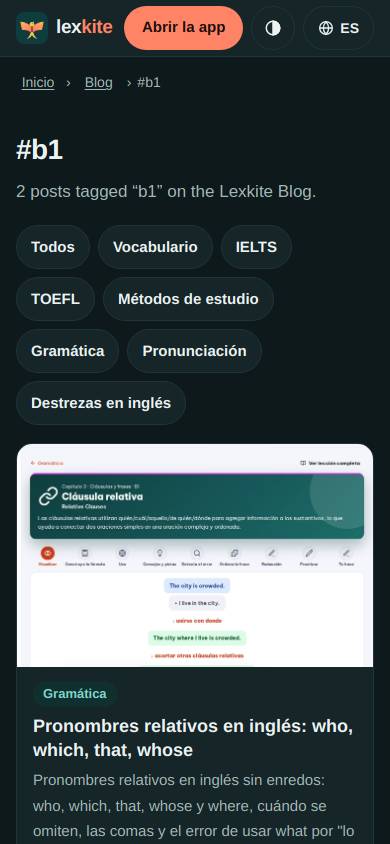 lexkite
Abrir la app
ES
Inicio › Blog › #b1
#b1
2 posts tagged “b1” on the Lexkite Blog.
Todos
Vocabulario
IELTS
TOEFL
Métodos de estudio
Gramática
Pronunciación
Destrezas en inglés
← Gramática
Ver lección completa
Cláusula relativa
Relative Clauses
The city is crowded.
+ I live in the city.
The city where I live is crowded.
Gramática
Pronombres relativos en inglés: who,
which, that, whose
Pronombres relativos en inglés sin enredos:
who, which, that, whose y where, cuándo se
omiten, las comas y el error de usar what por "lo